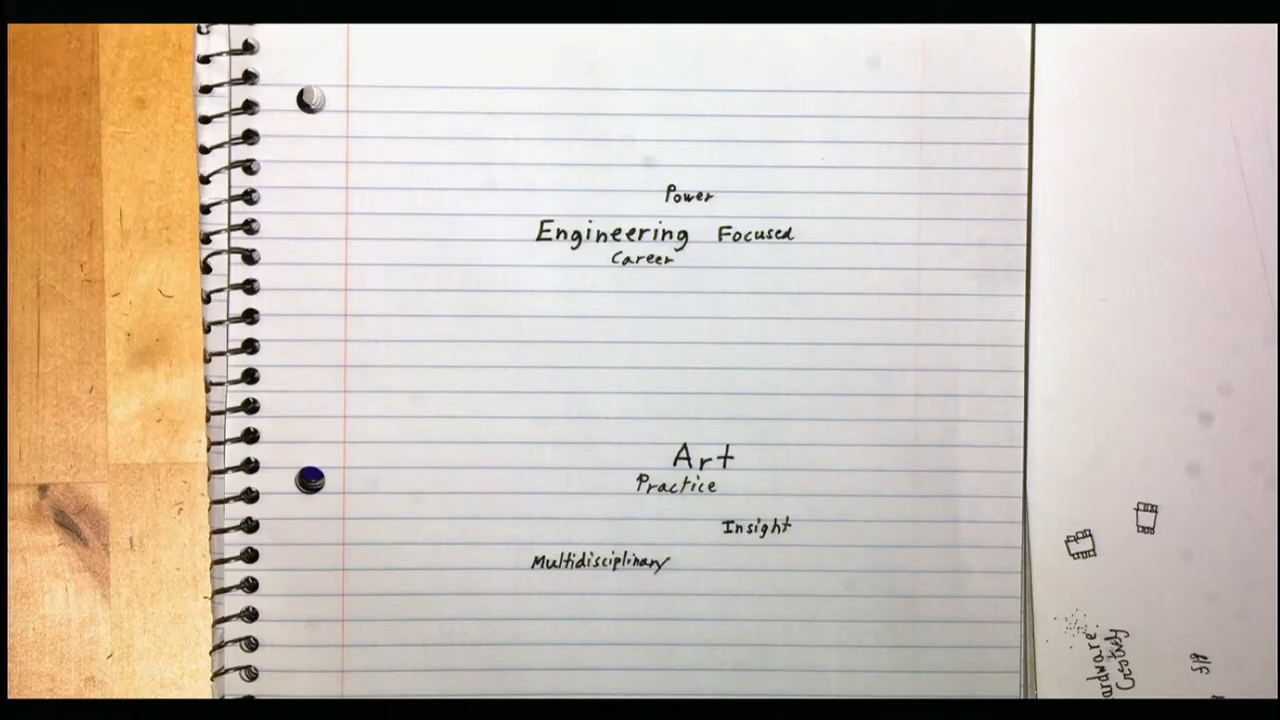 Power
Engineering Focused
Career
Art
Practice
Insight
Multidisciplinary